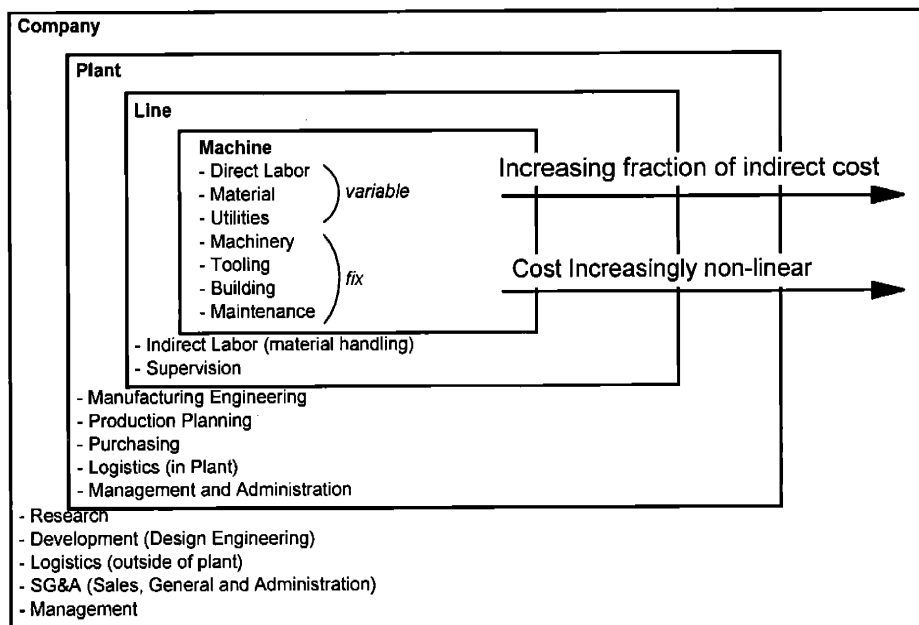 Company
Plant
Line
Machine
- Direct Labor
- Material
- Utilities
variable
- Machinery
- Tooling
- Building
- Maintenance
fix
Increasing fraction of indirect cost
Cost Increasingly non-linear
- Indirect Labor (material handling)
- Supervision
- Manufacturing Engineering
- Production Planning
- Purchasing
- Logistics (in Plant)
- Management and Administration
- Research
- Development (Design Engineering)
- Logistics (outside of plant)
- SG&A (Sales, General and Administration)
- Management